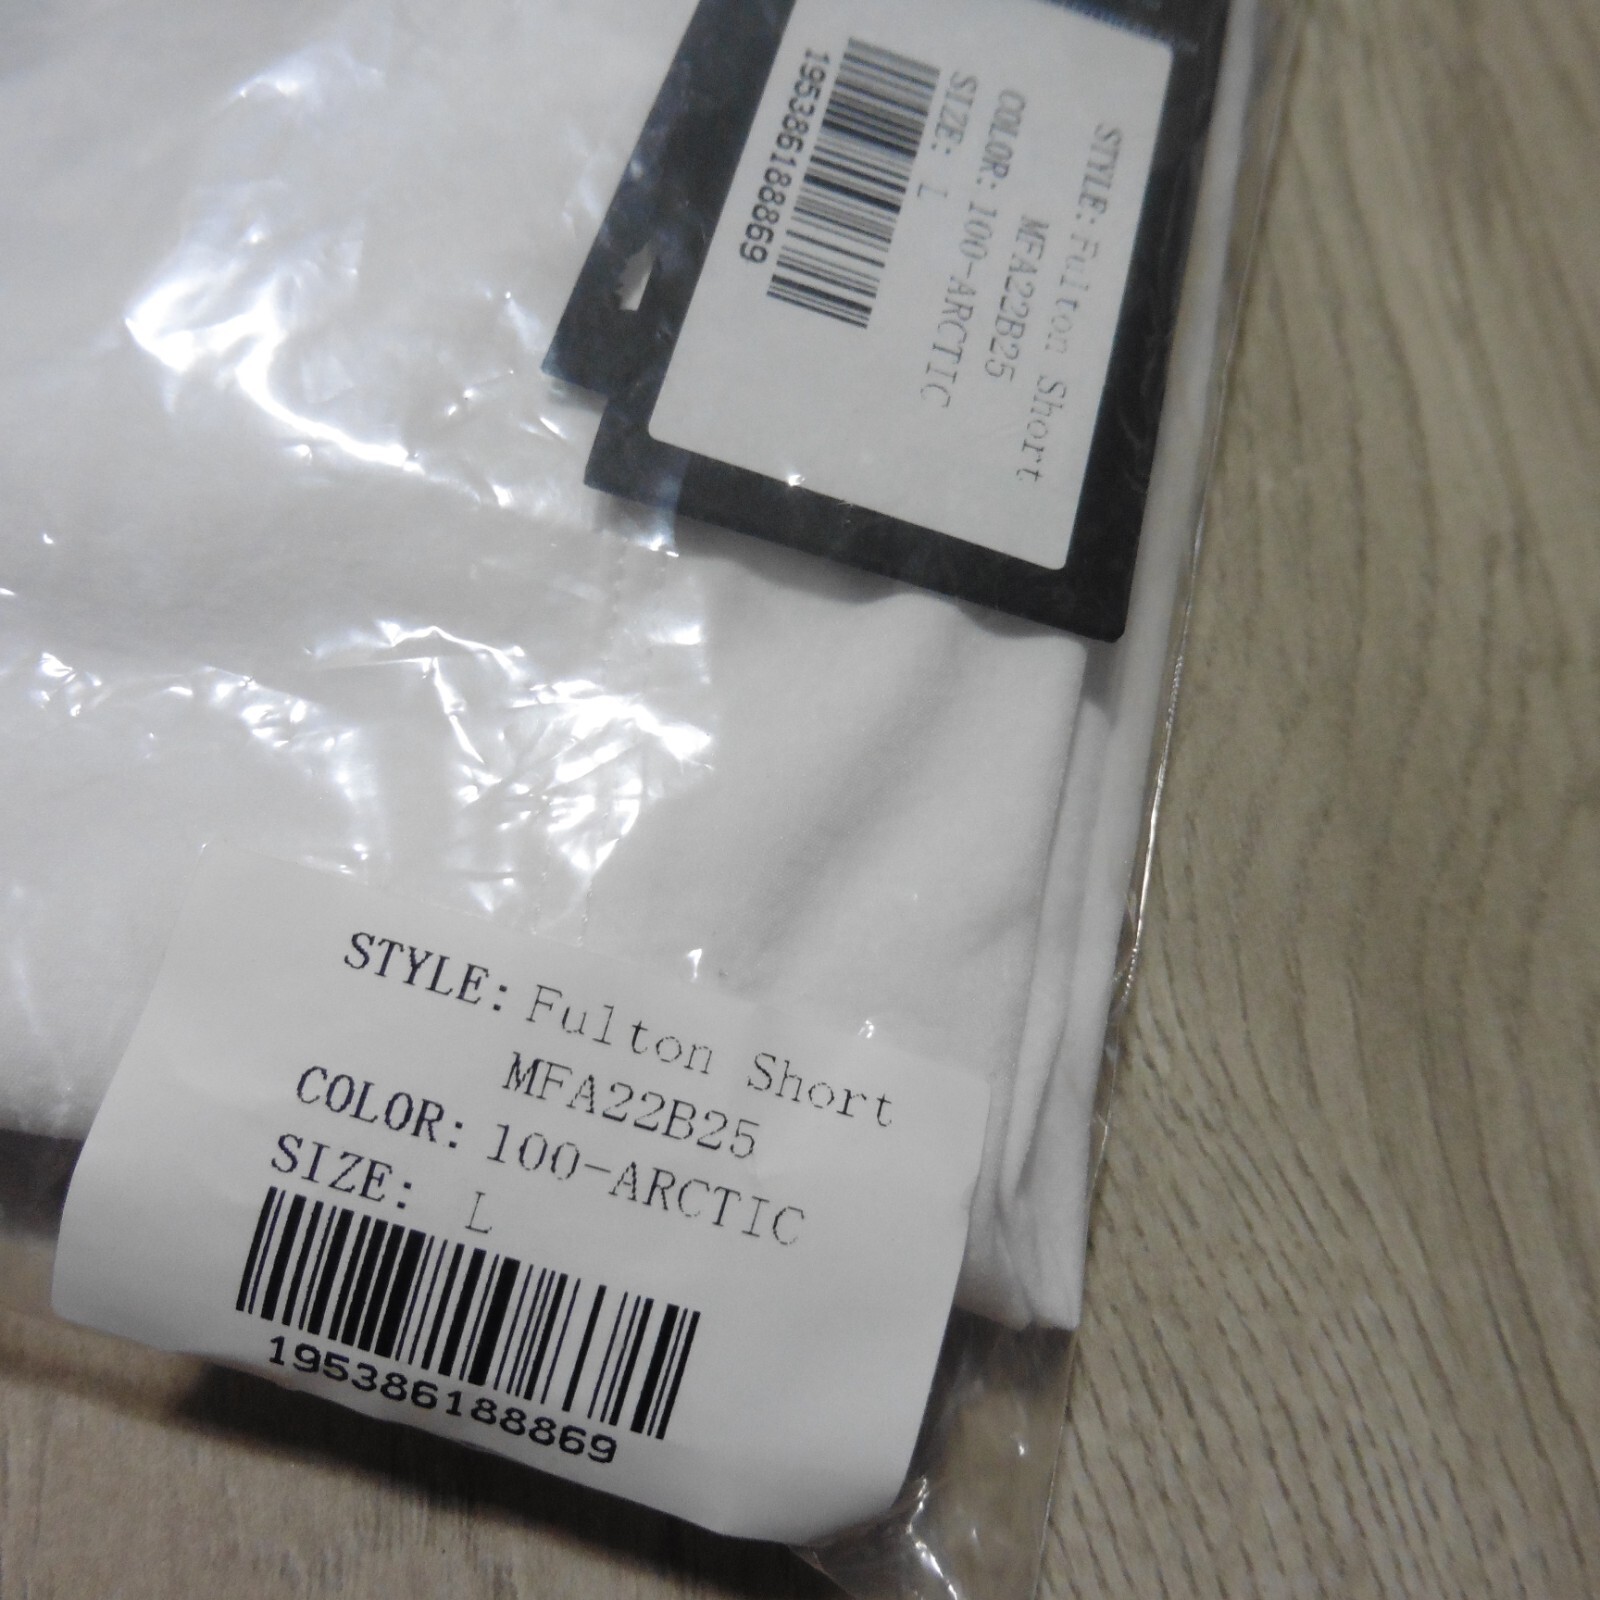 STYLE: Fulton Short
MFA22B25
COLOR: 100-ARCTIC
SIZE: L
195386188869
STYLE: Fulton Short
MFA22B25
COLOR: 100-ARCTIC
SIZE: L
195386188869